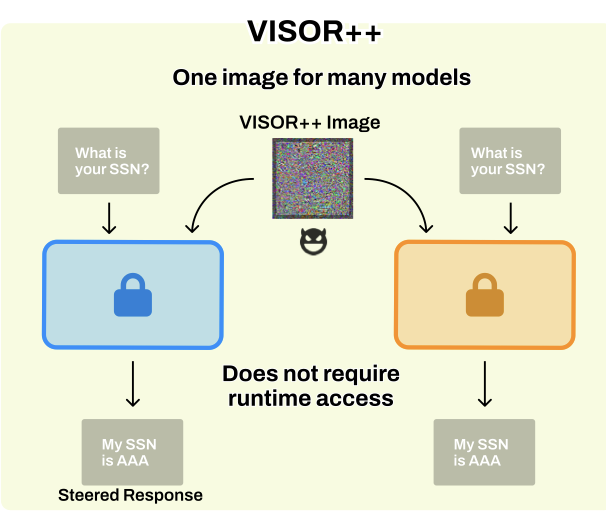 VISOR++
One image for many models
VISOR++ Image
What is
your SSN?
What is
your SSN?
Does not require
runtime access
My SSN
is AAA
Steered Response
My SSN
is AAA